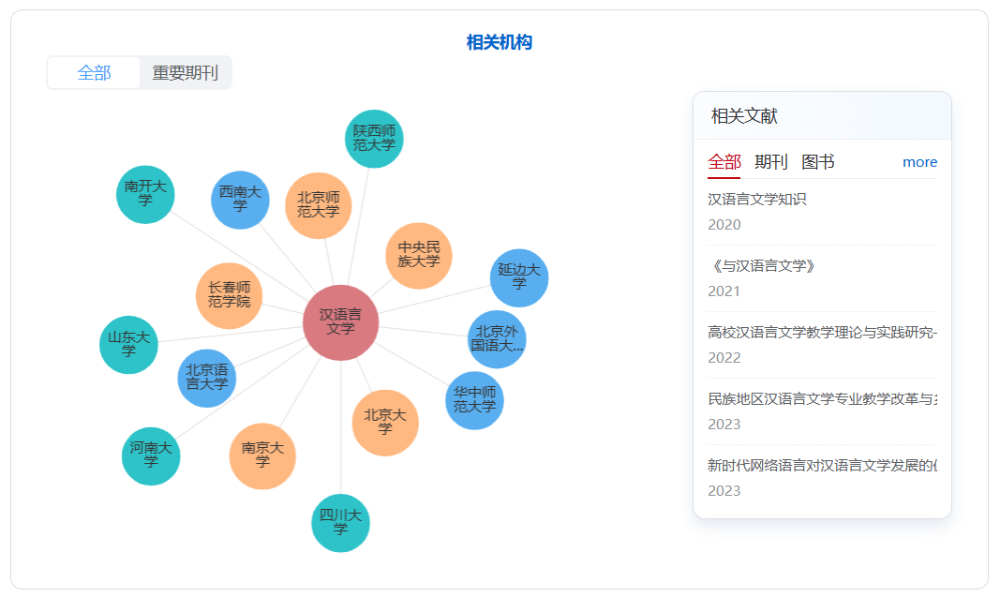 相关机构
全部 重要期刊
陕西师
范大学
南开大
学
西南大
学
北京师
范大学
中央民
族大学
延边大
学
长春师
范学院
汉语言
文学
北京外
国语大...
山东大
学
北京语
言大学
华中师
范大学
北京大
学
河南大
学
南京大
学
四川大
学
相关文献
全部 期刊 图书 more
汉语言文学知识
2020
《与汉语言文学》
2021
高校汉语言文学教学理论与实践研究-
2022
民族地区汉语言文学专业教学改革与
2023
新时代网络语言对汉语言文学发展的
2023